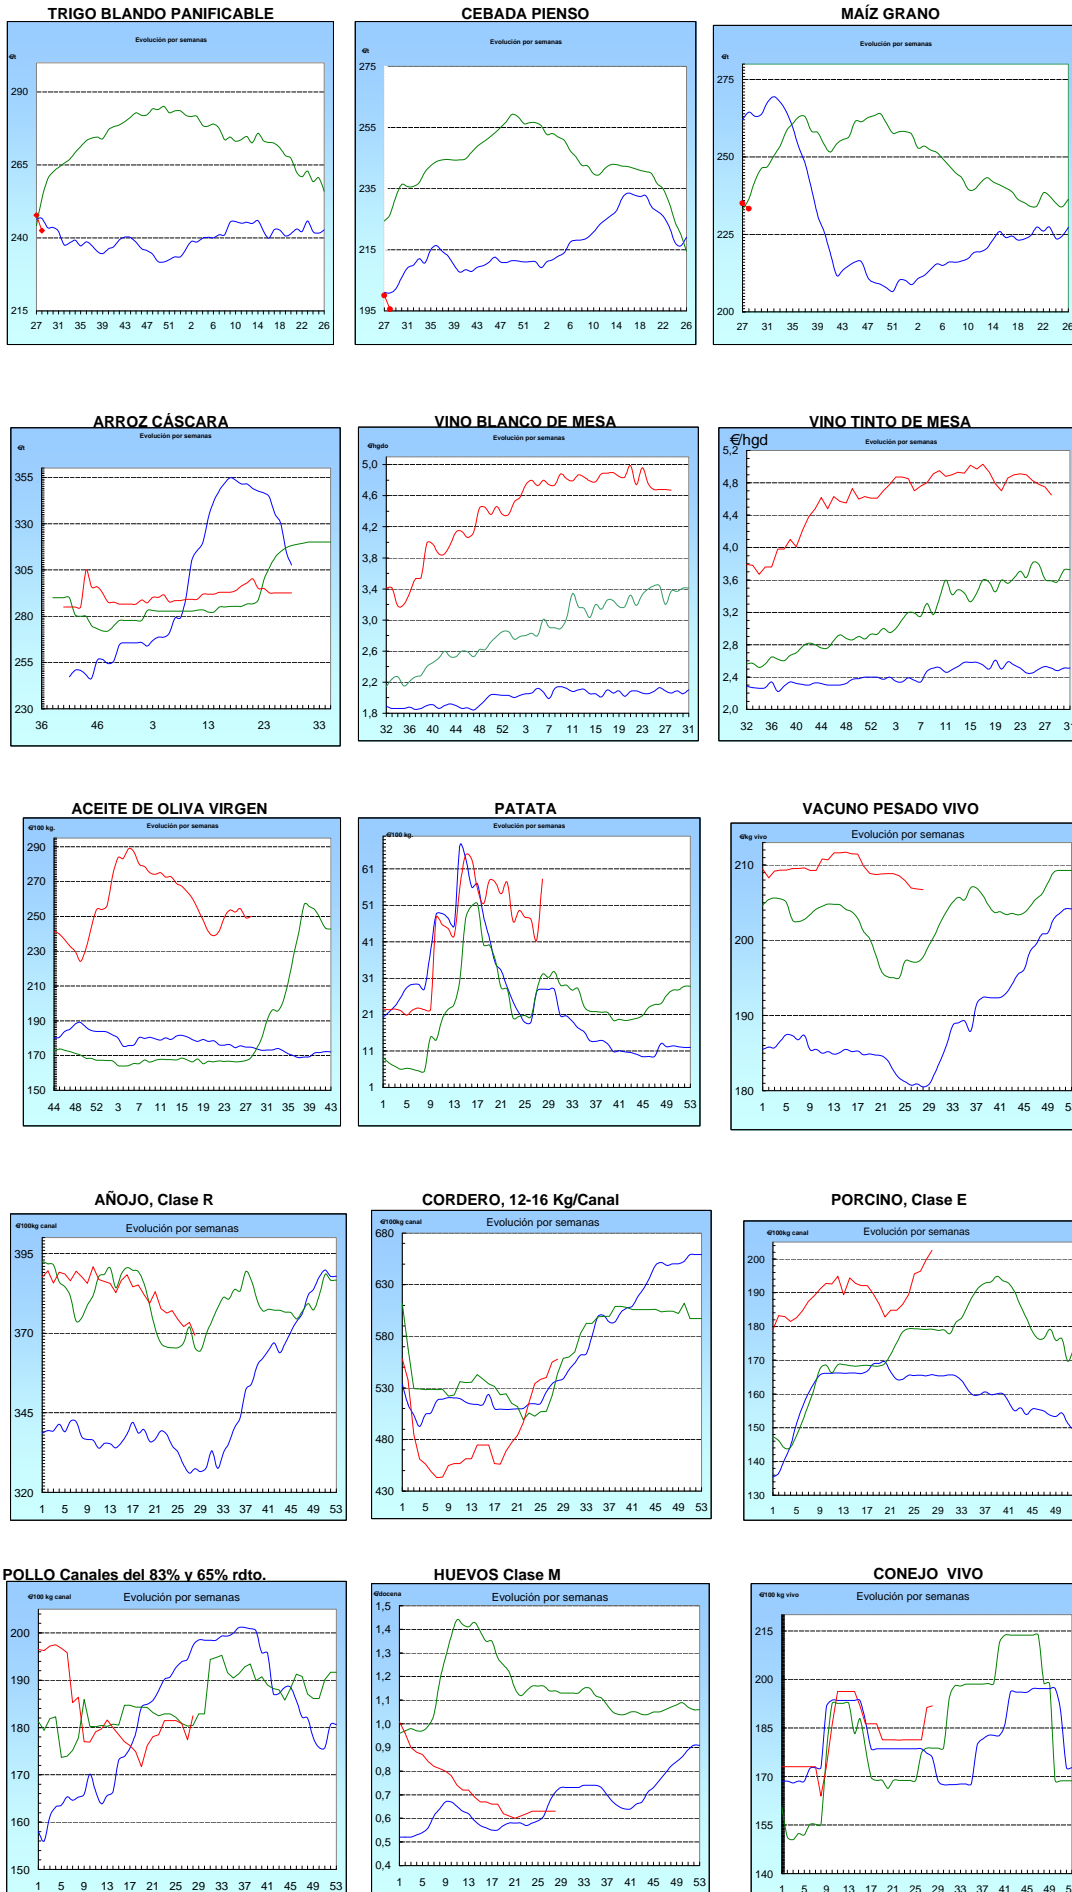 TRIGO BLANDO PANIFICABLE
Evolución por semanas
€/t
290
265
240
215
27 31 35 39 43 47 51 2 6 10 14 18 22 26
CEBADA PIENSO
Evolución por semanas
€/t
275
255
235
215
195
27 31 35 39 43 47 51 2 6 10 14 18 22 26
MAÍZ GRANO
Evolución por semanas
€/t
275
250
225
200
27 31 35 39 43 47 51 2 6 10 14 18 22 26
ARROZ CÁSCARA
Evolución por semanas
€/t
355
330
305
280
255
230
36 46 3 13 23 33
VINO BLANCO DE MESA
Evolución por semanas
€/hgdo
5,0
4,6
4,2
3,8
3,4
3,0
2,6
2,2
1,8
32 36 40 44 48 52 3 7 11 15 19 23 27 31
VINO TINTO DE MESA
Evolución por semanas
€/hgd
5,2
4,8
4,4
4,0
3,6
3,2
2,8
2,4
2,0
32 36 40 44 48 52 3 7 11 15 19 23 27 31
ACEITE DE OLIVA VIRGEN
Evolución por semanas
€/100 kg.
290
270
250
230
210
190
170
150
44 48 52 3 7 11 15 19 23 27 31 35 39 43
PATATA
Evolución por semanas
€/100 kg.
61
51
41
31
21
11
1
1 5 9 13 17 21 25 29 33 37 41 45 49 53
VACUNO PESADO VIVO
Evolución por semanas
€/kg vivo
210
200
190
180
1 5 9 13 17 21 25 29 33 37 41 45 49 53
AÑOJO, Clase R
Evolución por semanas
€/100kg canal
395
370
345
320
1 5 9 13 17 21 25 29 33 37 41 45 49 53
CORDERO, 12-16 Kg/Canal
Evolución por semanas
€/100kg canal
680
630
580
530
480
430
1 5 9 13 17 21 25 29 33 37 41 45 49 53
PORCINO, Clase E
Evolución por semanas
€/100kg canal
200
190
180
170
160
150
140
130
1 5 9 13 17 21 25 29 33 37 41 45 49
POLLO Canales del 83% y 65% rdto.
Evolución por semanas
€/100 kg canal
200
190
180
170
160
150
1 5 9 13 17 21 25 29 33 37 41 45 49 53
HUEVOS Clase M
Evolución por semanas
€/docena
1,5
1,4
1,3
1,2
1,1
1,0
0,9
0,8
0,7
0,6
0,5
0,4
1 5 9 13 17 21 25 29 33 37 41 45 49 53
CONEJO VIVO
Evolución por semanas
€/100 kg vivo
215
200
185
170
155
140
1 5 9 13 17 21 25 29 33 37 41 45 49 53